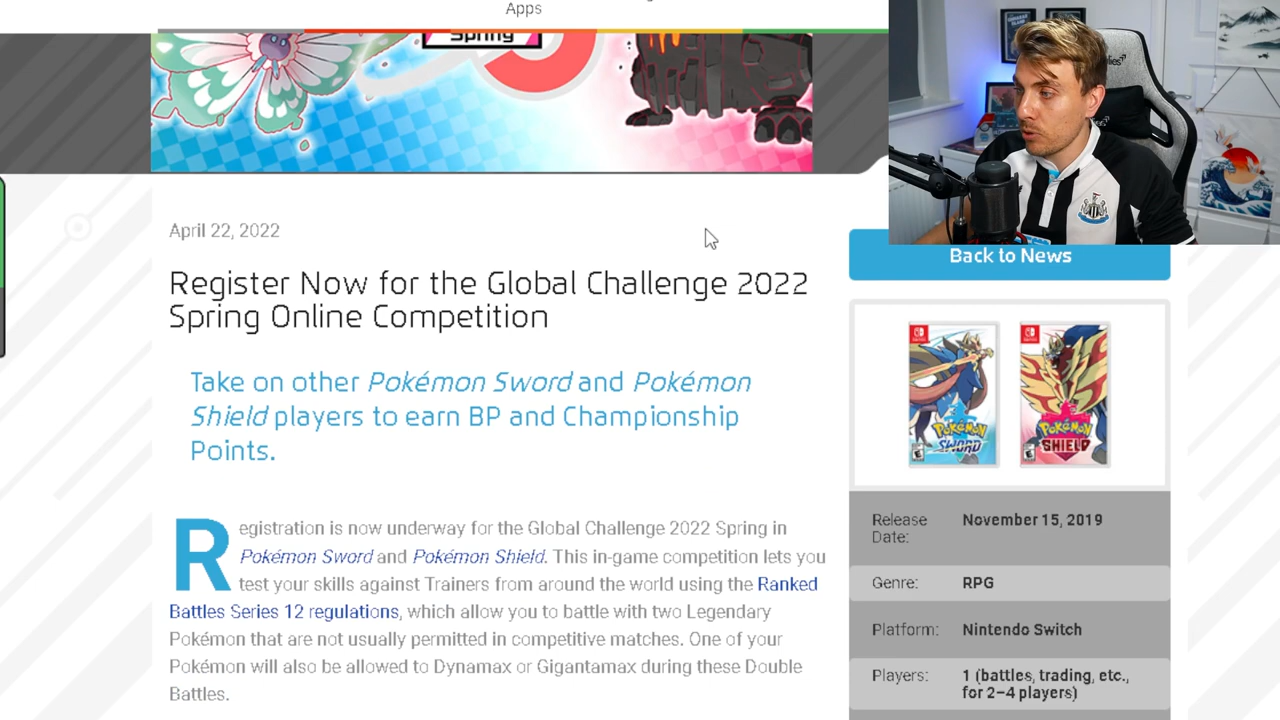 Apps
Spring
April 22, 2022
Back to News
Register Now for the Global Challenge 2022
Spring Online Competition
Take on other Pokémon Sword and Pokémon
Shield players to earn BP and Championship
Points.
Registration is now underway for the Global Challenge 2022 Spring in
Pokémon Sword and Pokémon Shield. This in-game competition lets you
test your skills against Trainers from around the world using the Ranked
Battles Series 12 regulations, which allow you to battle with two Legendary
Pokémon that are not usually permitted in competitive matches. One of your
Pokémon will also be allowed to Dynamax or Gigantamax during these Double
Battles.
POKéMON SWORD
POKéMON SHIELD
Release Date: November 15, 2019
Genre: RPG
Platform: Nintendo Switch
Players: 1 (battles, trading, etc.,
for 2–4 players)